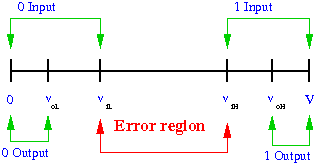 0 Input 1 Input
0 v oL v iL v iH v oH V
Error region
0 Output 1 Output